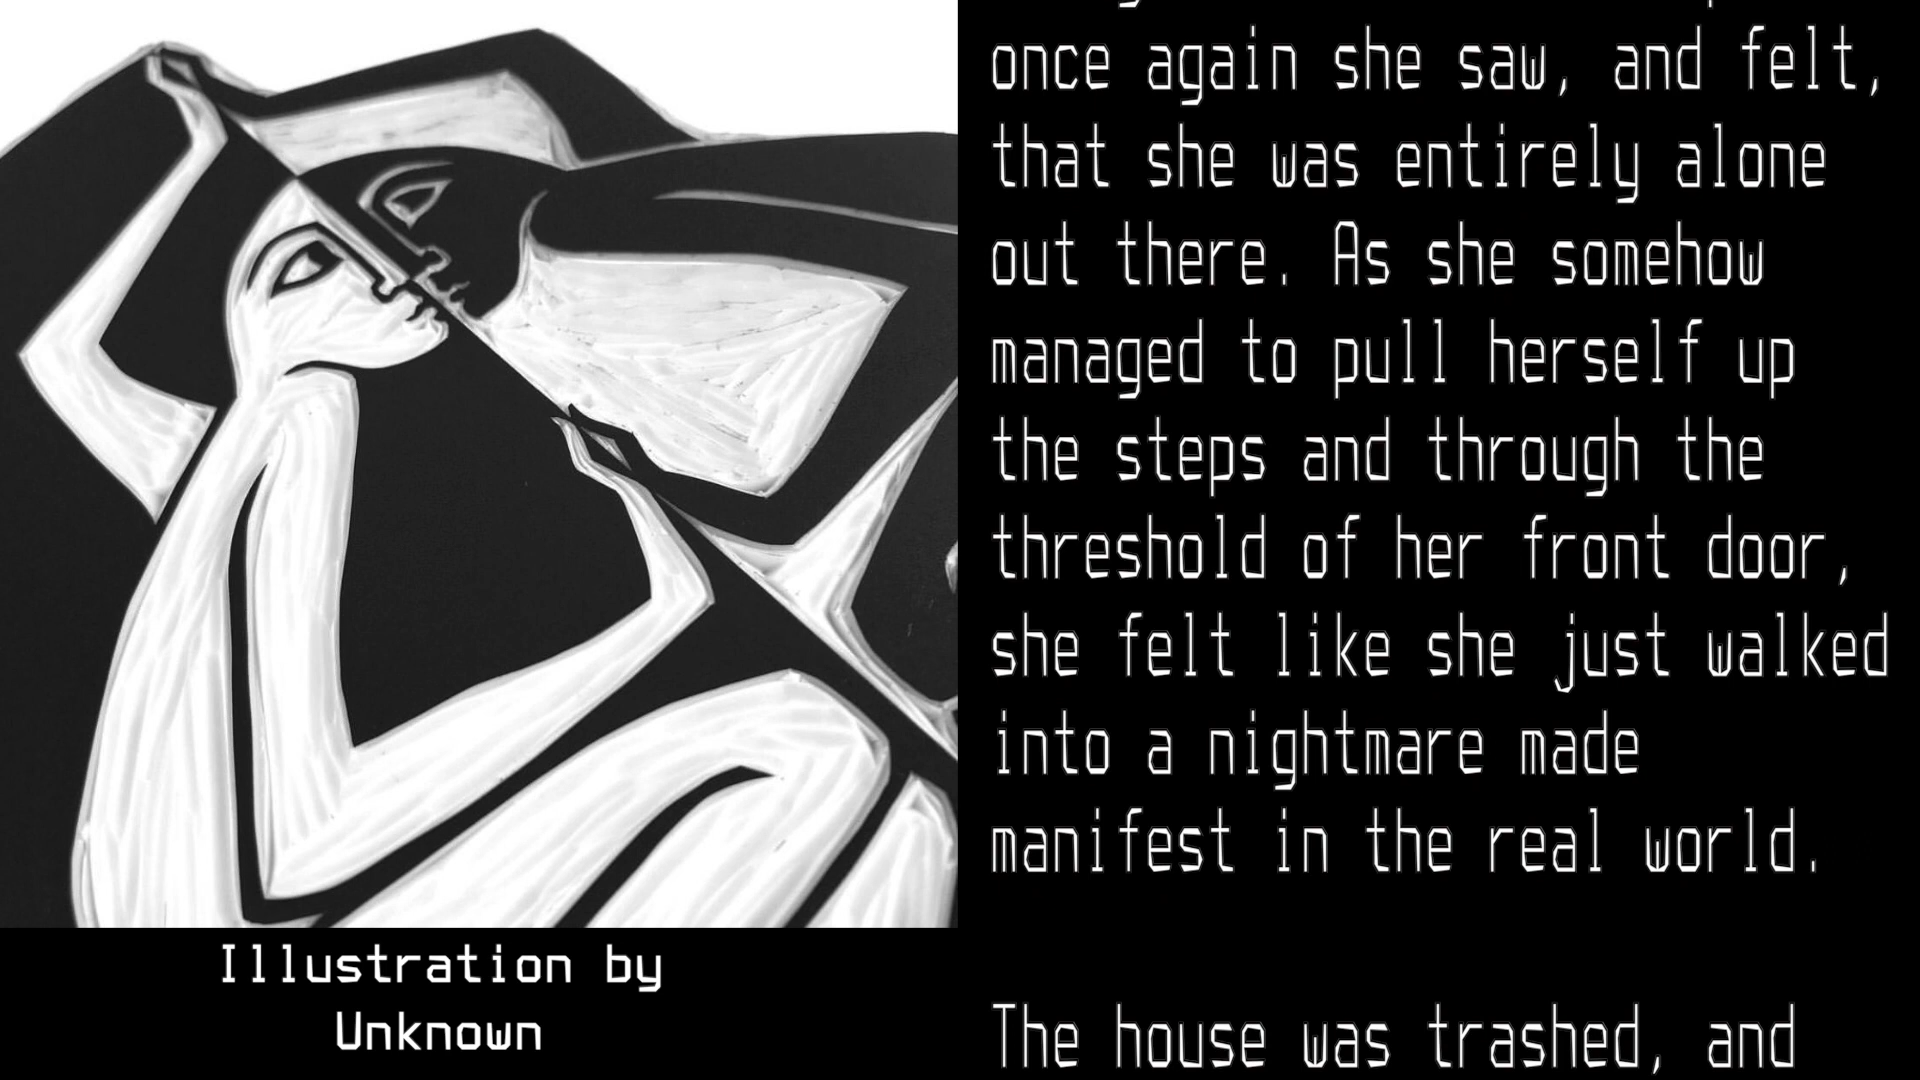 once again she saw, and felt,
that she was entirely alone
out there. As she somehow
managed to pull herself up
the steps and through the
threshold of her front door,
she felt like she just walked
into a nightmare made
manifest in the real world.
The house was trashed, and
Illustration by
Unknown